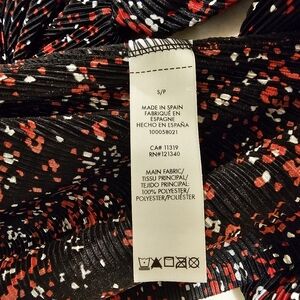 S/P
MADE IN SPAIN
FABRIQUÉ EN
ESPAGNE
HECHO EN ESPAÑA
100058021
CA# 11319
RN#121340
MAIN FABRIC/
TISSU PRINCIPAL/
TEJIDO PRINCIPAL:
100% POLYESTER/
POLYESTER/POLIÉSTER